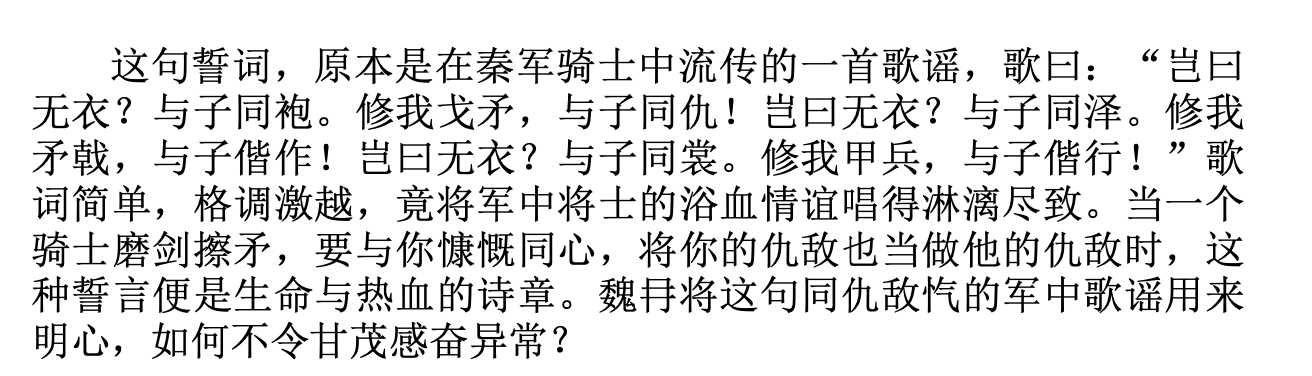 这句誓词，原本是在秦军骑士中流传的一首歌谣，歌曰：“岂曰
无衣？与子同袍。修我戈矛，与子同仇！岂曰无衣？与子同泽。修我
矛戟，与子偕作！岂曰无衣？与子同裳。修我甲兵，与子偕行！”歌
词简单，格调激越，竟将军中将士的浴血情谊唱得淋漓尽致。当一个
骑士磨剑擦矛，要与你慷慨同心，将你的仇敌也当做他的仇敌时，这
种誓言便是生命与热血的诗章。魏冄将这句同仇敌忾的军中歌谣用来
明心，如何不令甘茂感奋异常？